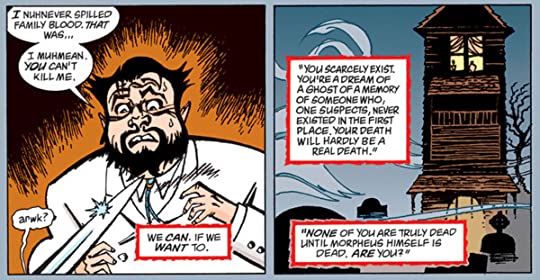 I NUHNEVER SPILLED
FAMILY BLOOD. THAT
WAS...
I MUHMEAN.
YOU CAN'T
KILL ME.
arwk?
WE CAN. IF WE
WANT TO.
"YOU SCARCELY EXIST.
YOU'RE A DREAM OF
A GHOST OF A MEMORY
OF SOMEONE WHO,
ONE SUSPECTS, NEVER
EXISTED IN THE FIRST
PLACE. YOUR DEATH
WILL HARDLY BE A
REAL DEATH."
"NONE OF YOU ARE TRULY DEAD
UNTIL MORPHEUS HIMSELF IS
DEAD. ARE YOU?"